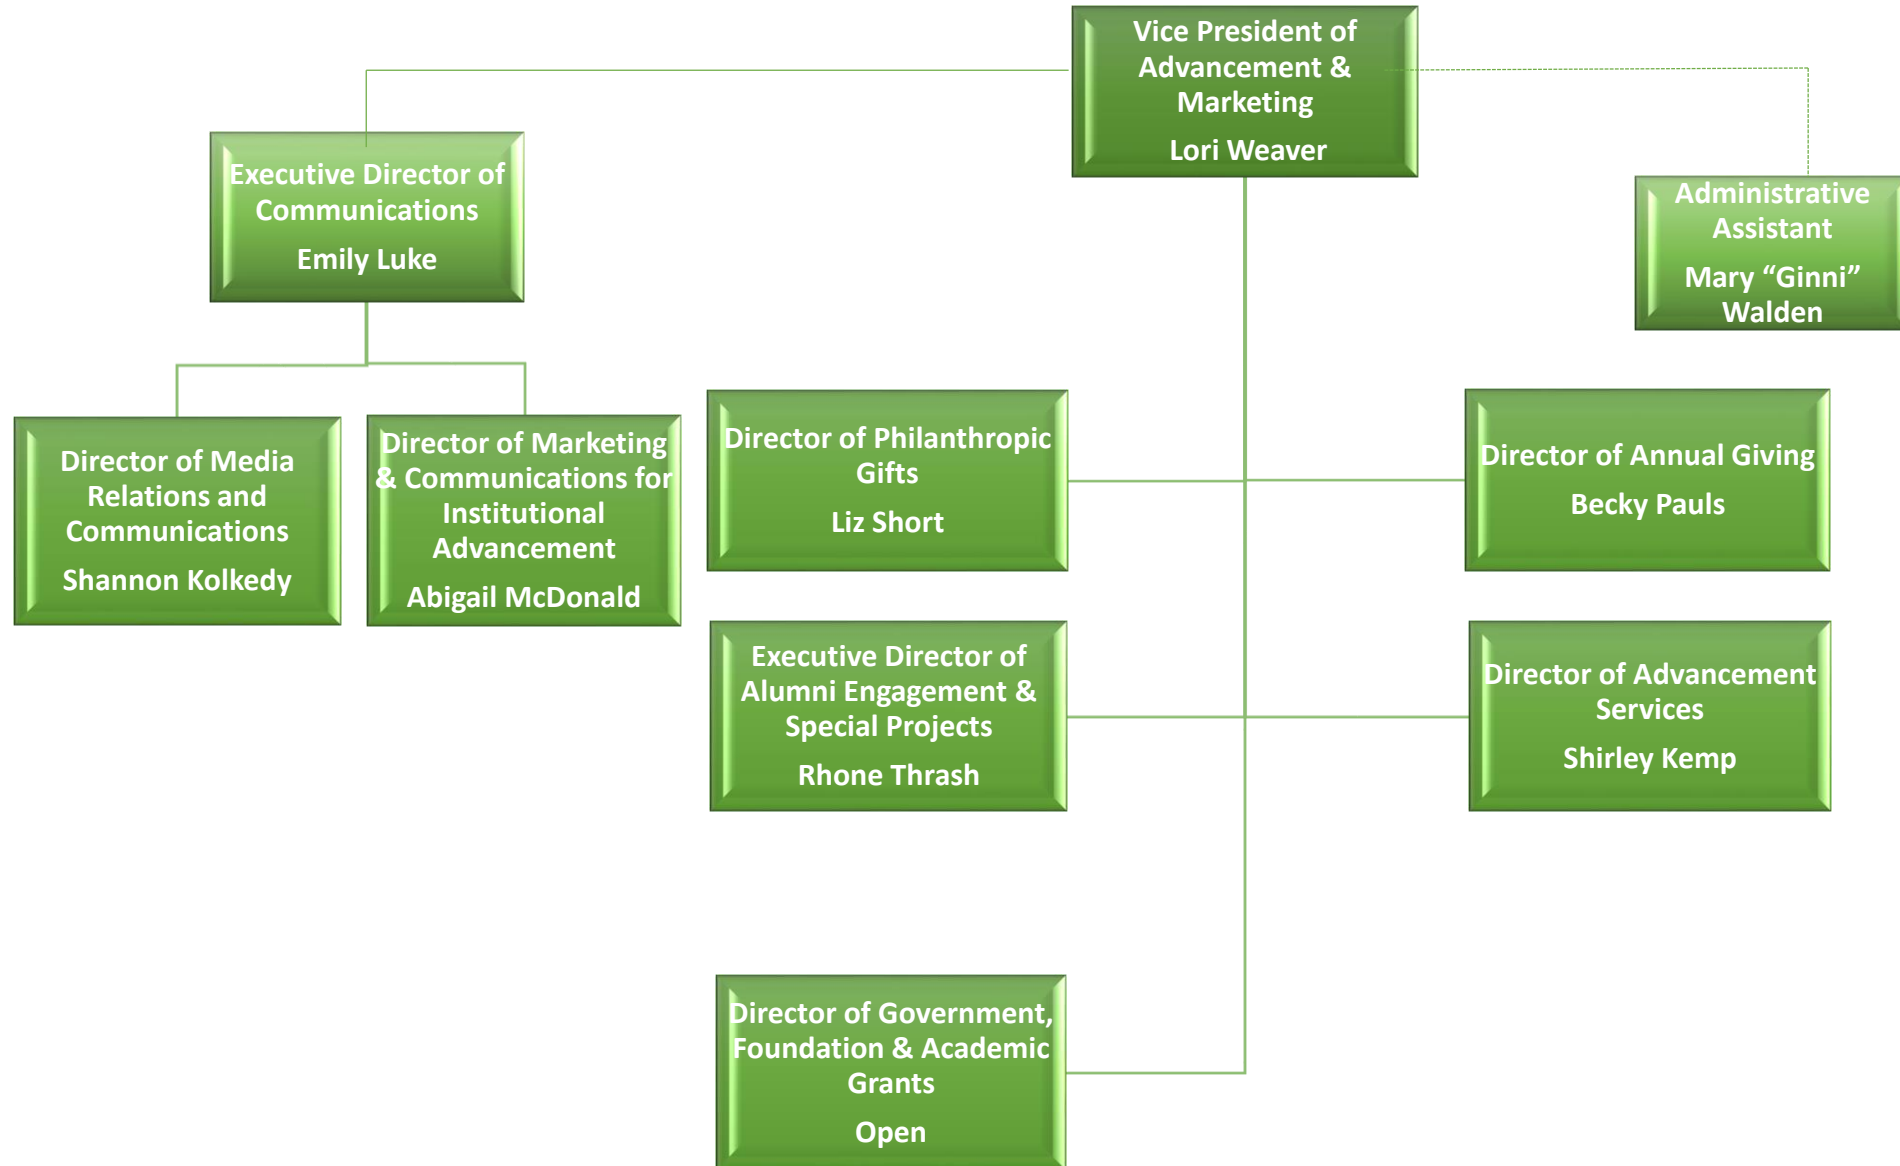 Vice President of
Advancement &
Marketing
Lori Weaver
Executive Director of
Communications
Emily Luke
Administrative
Assistant
Mary “Ginni”
Walden
Director of Media
Relations and
Communications
Shannon Kolkedy
Director of Marketing
& Communications for
Institutional
Advancement
Abigail McDonald
Director of Philanthropic
Gifts
Liz Short
Director of Annual Giving
Becky Pauls
Executive Director of
Alumni Engagement &
Special Projects
Rhone Thrash
Director of Advancement
Services
Shirley Kemp
Director of Government,
Foundation & Academic
Grants
Open